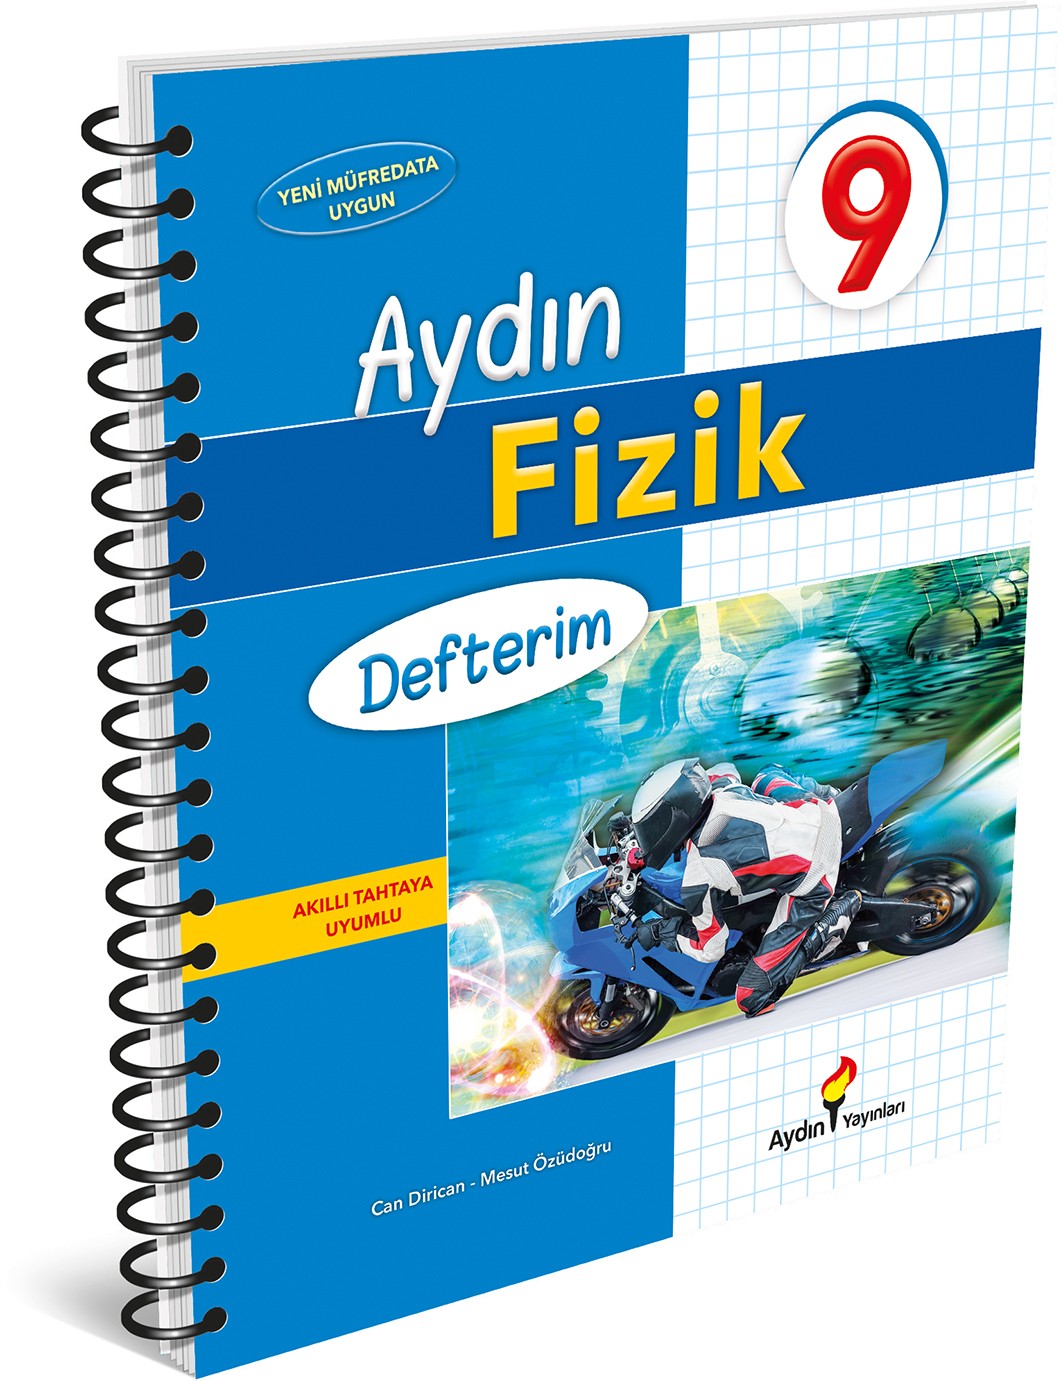 YENİ MÜFREDATA
UYGUN
9
Aydın
Fizik
Defterim
AKILLI TAHTAYA
UYUMLU
Can Dirican - Mesut Özüdoğru
Aydın Yayınları